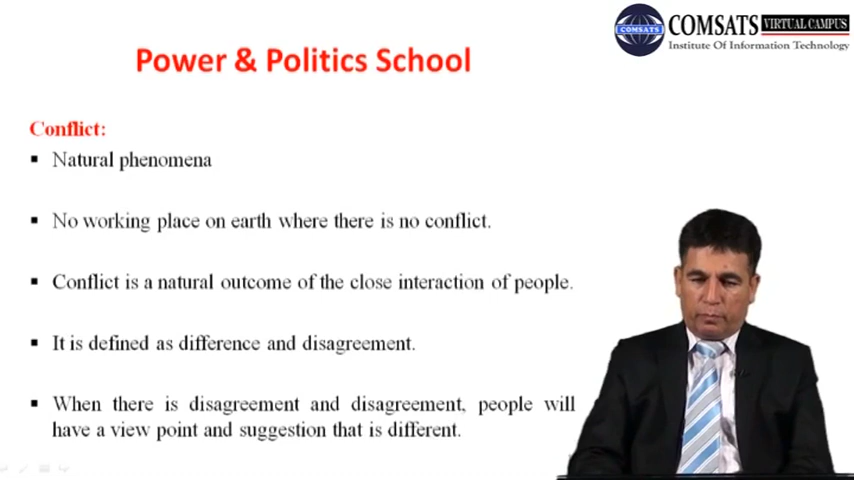 COMSATS VIRTUAL CAMPUS
COMSATS
Institute Of Information Technology
Power & Politics School
Conflict:
▪ Natural phenomena
▪ No working place on earth where there is no conflict.
▪ Conflict is a natural outcome of the close interaction of people.
▪ It is defined as difference and disagreement.
▪ When there is disagreement and disagreement, people will
have a view point and suggestion that is different.